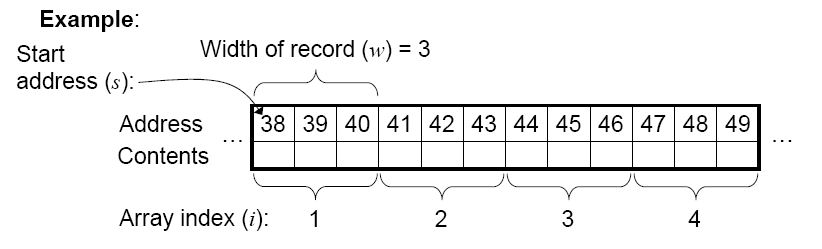 Example:
Start
address (s):
Width of record (w) = 3
Address ... 38 39 40 41 42 43 44 45 46 47 48 49 ...
Contents
Array index (i): 1 2 3 4